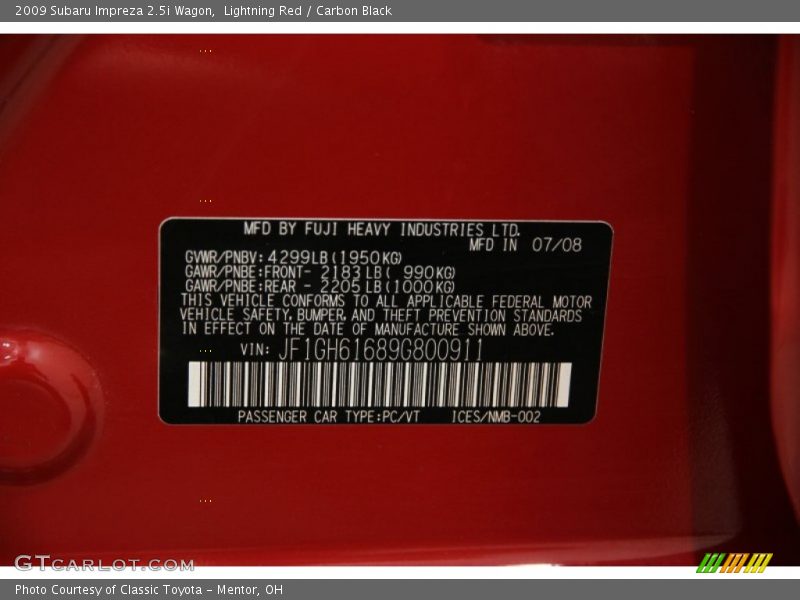 2009 Subaru Impreza 2.5i Wagon,  Lightning Red / Carbon Black
MFD BY FUJI HEAVY INDUSTRIES LTD.
MFD IN 07/08
GVWR/PNBV: 4299LB(1950KG)
GAWR/PNBE:FRONT- 2183 LB( 990KG)
GAWR/PNBE:REAR - 2205 LB(1000KG)
THIS VEHICLE CONFORMS TO ALL APPLICABLE FEDERAL MOTOR
VEHICLE SAFETY, BUMPER, AND THEFT PREVENTION STANDARDS
IN EFFECT ON THE DATE OF MANUFACTURE SHOWN ABOVE.
VIN: JF1GH61689G800911
PASSENGER CAR TYPE:PC/VT ICES/NMB-002
GTCARLOT.COM
Photo Courtesy of Classic Toyota - Mentor, OH